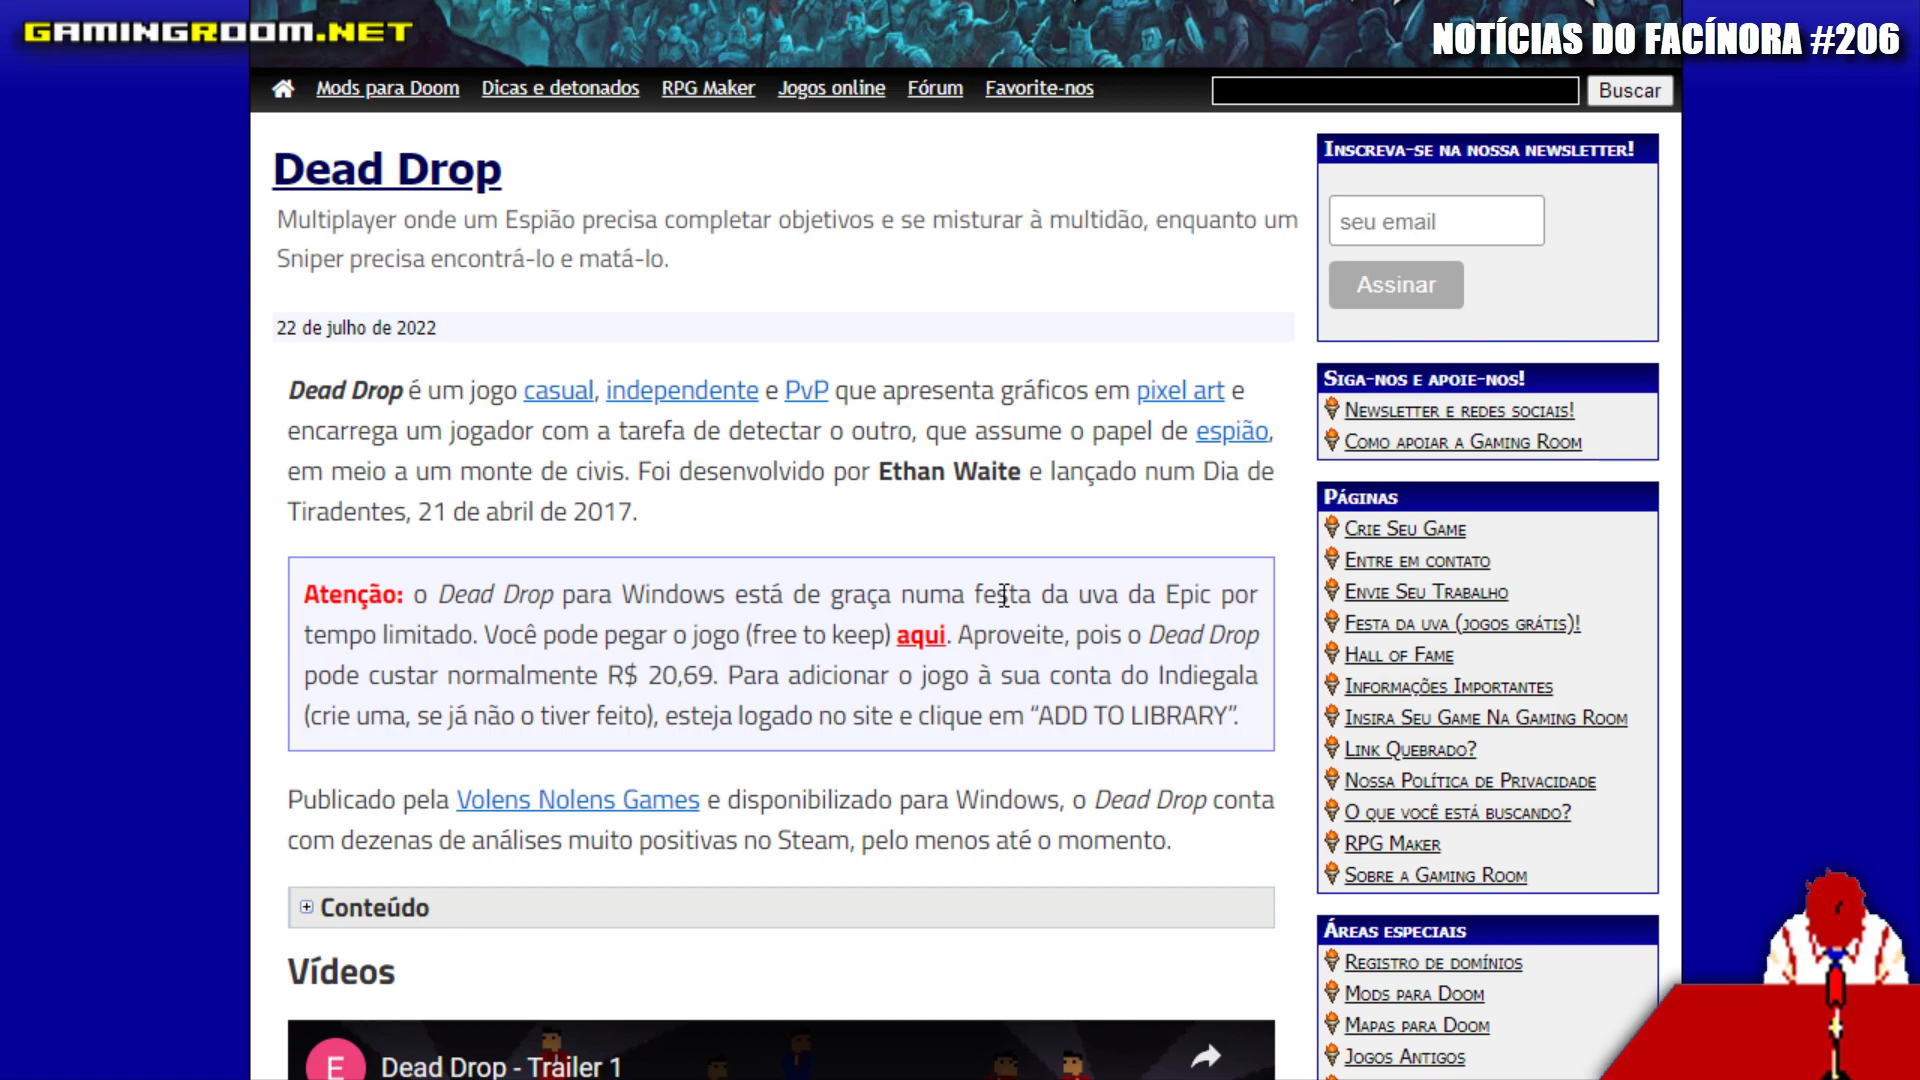 GAMINGROOM.NET
NOTÍCIAS DO FACÍNORA #206
Mods para Doom Dicas e detonados RPG Maker Jogos online Fórum Favorite-nos Buscar
Dead Drop
Multiplayer onde um Espião precisa completar objetivos e se misturar à multidão, enquanto um
Sniper precisa encontrá-lo e matá-lo.
22 de julho de 2022
Dead Drop é um jogo casual, independente e PvP que apresenta gráficos em pixel art e
encarrega um jogador com a tarefa de detectar o outro, que assume o papel de espião,
em meio a um monte de civis. Foi desenvolvido por Ethan Waite e lançado num Dia de
Tiradentes, 21 de abril de 2017.
Atenção: o Dead Drop para Windows está de graça numa festa da uva da Epic por
tempo limitado. Você pode pegar o jogo (free to keep) aqui. Aproveite, pois o Dead Drop
pode custar normalmente R$ 20,69. Para adicionar o jogo à sua conta do Indiegala
(crie uma, se já não o tiver feito), esteja logado no site e clique em “ADD TO LIBRARY”.
Publicado pela Volens Nolens Games e disponibilizado para Windows, o Dead Drop conta
com dezenas de análises muito positivas no Steam, pelo menos até o momento.
Conteúdo
Vídeos
E Dead Drop - Trailer 1
Inscreva-se na nossa newsletter!
seu email
Assinar
Siga-nos e apoie-nos!
Newsletter e redes sociais!
Como apoiar a Gaming Room
Páginas
Crie Seu Game
Entre em contato
Envie Seu Trabalho
Festa da uva (jogos grátis)!
Hall of Fame
Informações Importantes
Insira Seu Game Na Gaming Room
Link Quebrado?
Nossa Política de Privacidade
O que você está buscando?
RPG Maker
Sobre a Gaming Room
Áreas especiais
Registro de domínios
Mods para Doom
Mapas para Doom
Jogos Antigos